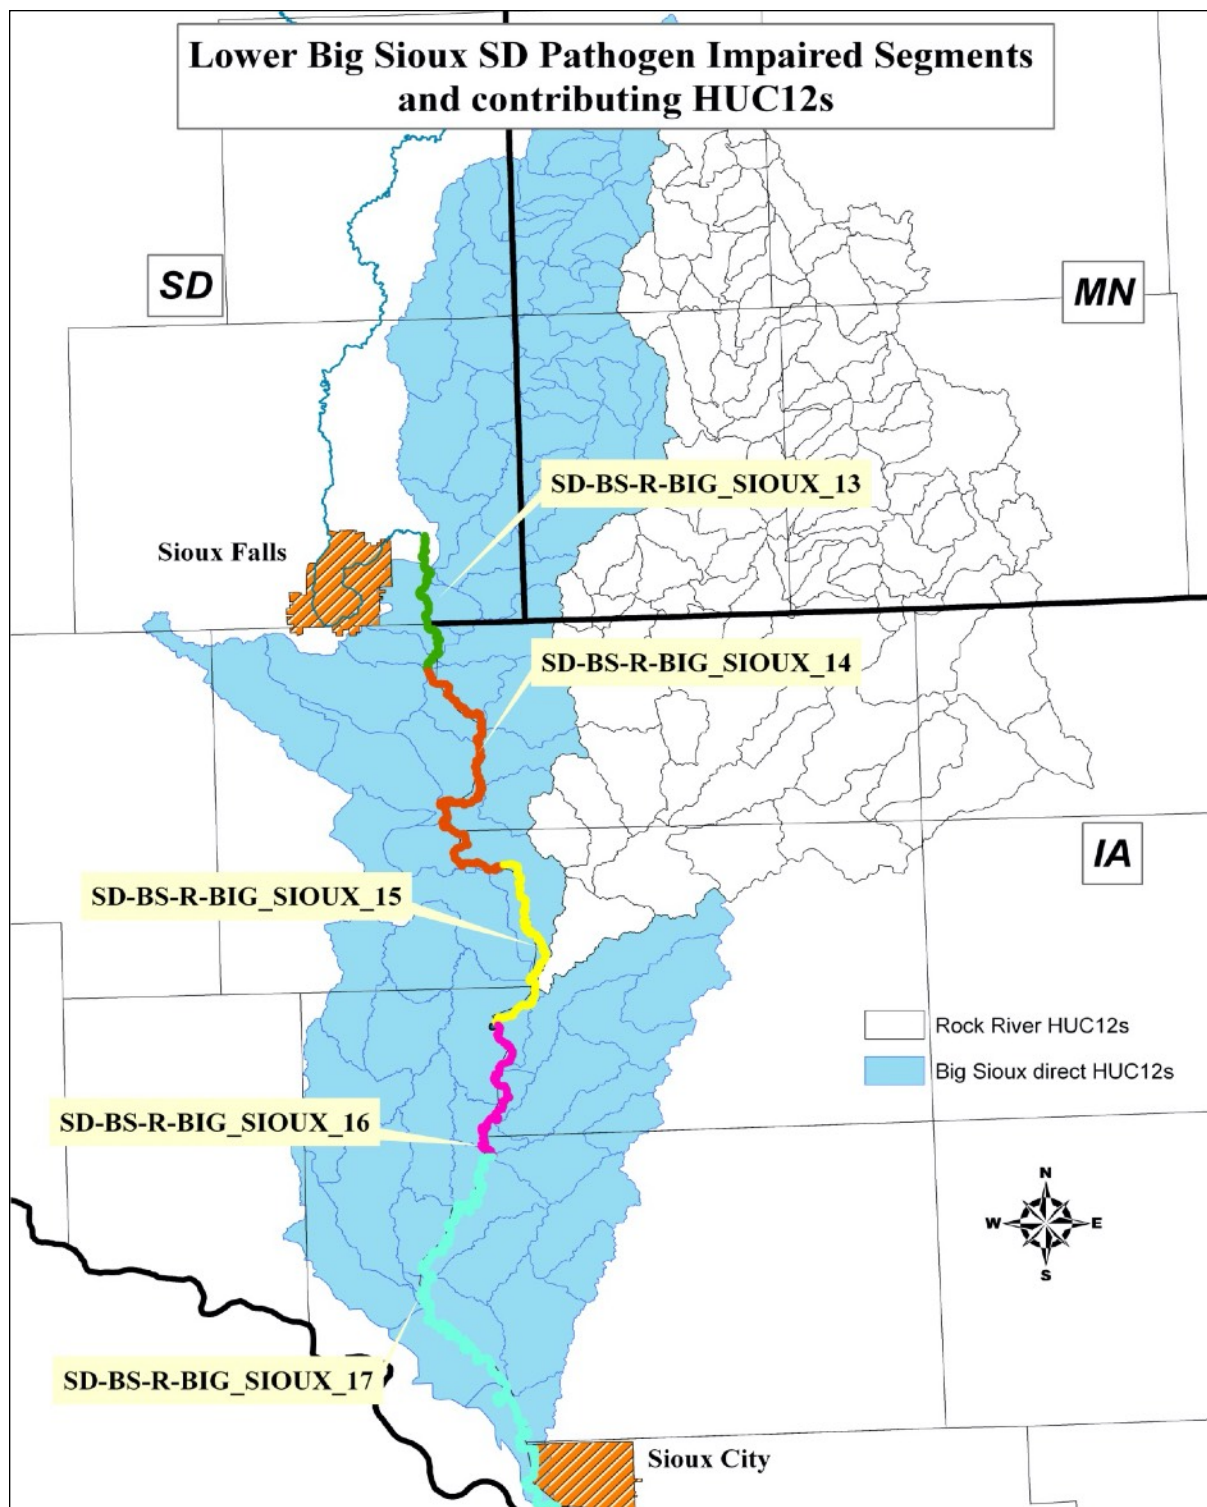 Lower Big Sioux SD Pathogen Impaired Segments
and contributing HUC12s
SD
MN
SD-BS-R-BIG_SIOUX_13
Sioux Falls
SD-BS-R-BIG_SIOUX_14
IA
SD-BS-R-BIG_SIOUX_15
Rock River HUC12s
Big Sioux direct HUC12s
SD-BS-R-BIG_SIOUX_16
N
W
E
S
SD-BS-R-BIG_SIOUX_17
Sioux City